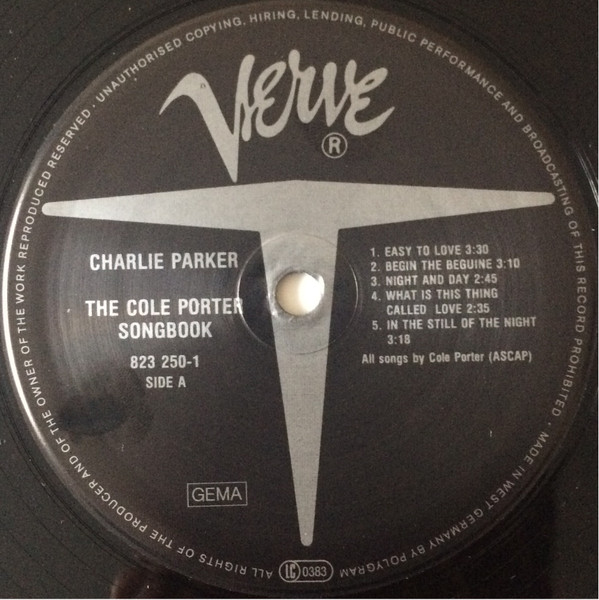 ALL RIGHTS OF THE PRODUCER AND OF THE OWNER OF THE WORK REPRODUCED RESERVED · UNAUTHORISED COPYING, HIRING, LENDING, PUBLIC PERFORMANCE AND BROADCASTING OF THIS RECORD PROHIBITED · MADE IN WEST GERMANY BY POLYGRAM
Verve
®
CHARLIE PARKER
THE COLE PORTER
SONGBOOK
823 250-1
SIDE A
1. EASY TO LOVE 3:30
2. BEGIN THE BEGUINE 3:10
3. NIGHT AND DAY 2:45
4. WHAT IS THIS THING
CALLED LOVE 2:35
5. IN THE STILL OF THE NIGHT
3:18
All songs by Cole Porter (ASCAP)
GEMA
LC 0383